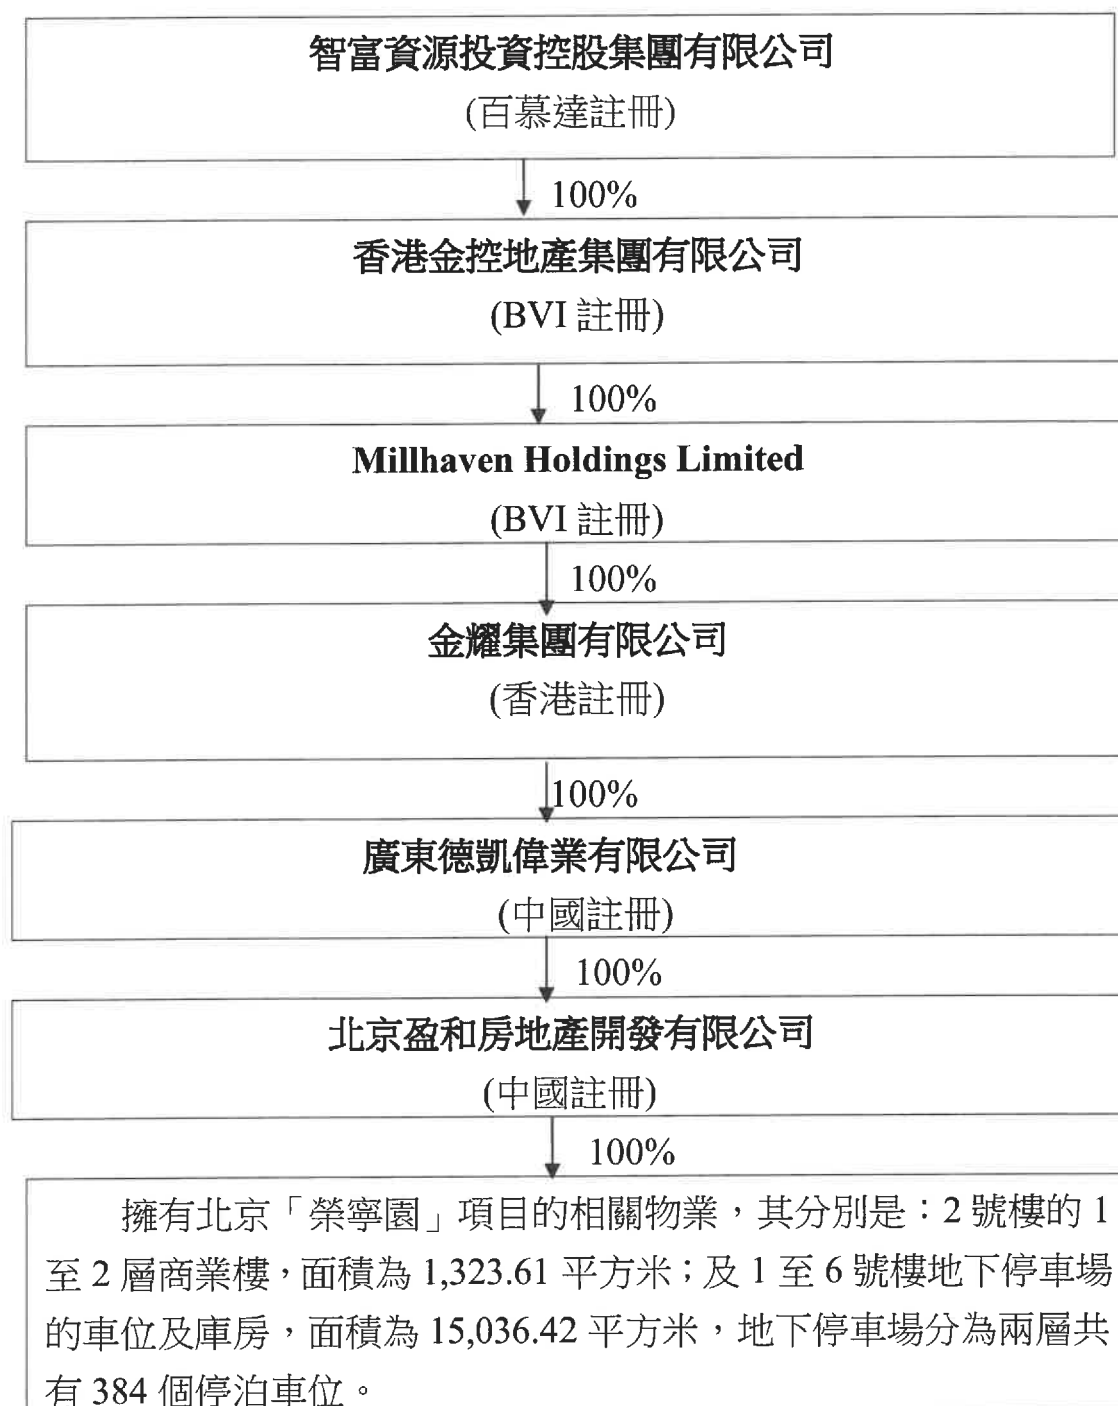 智富資源投資控股集團有限公司
(百慕達註冊)
100%
香港金控地產集團有限公司
(BVI 註冊)
100%
Millhaven Holdings Limited
(BVI 註冊)
100%
金耀集團有限公司
(香港註冊)
100%
廣東德凱偉業有限公司
(中國註冊)
100%
北京盈和房地產開發有限公司
(中國註冊)
100%
擁有北京「榮寧園」項目的相關物業，其分別是：2 號樓的 1
至 2 層商業樓，面積為 1,323.61 平方米；及 1 至 6 號樓地下停車場
的車位及庫房，面積為 15,036.42 平方米，地下停車場分為兩層共
有 384 個停泊車位。